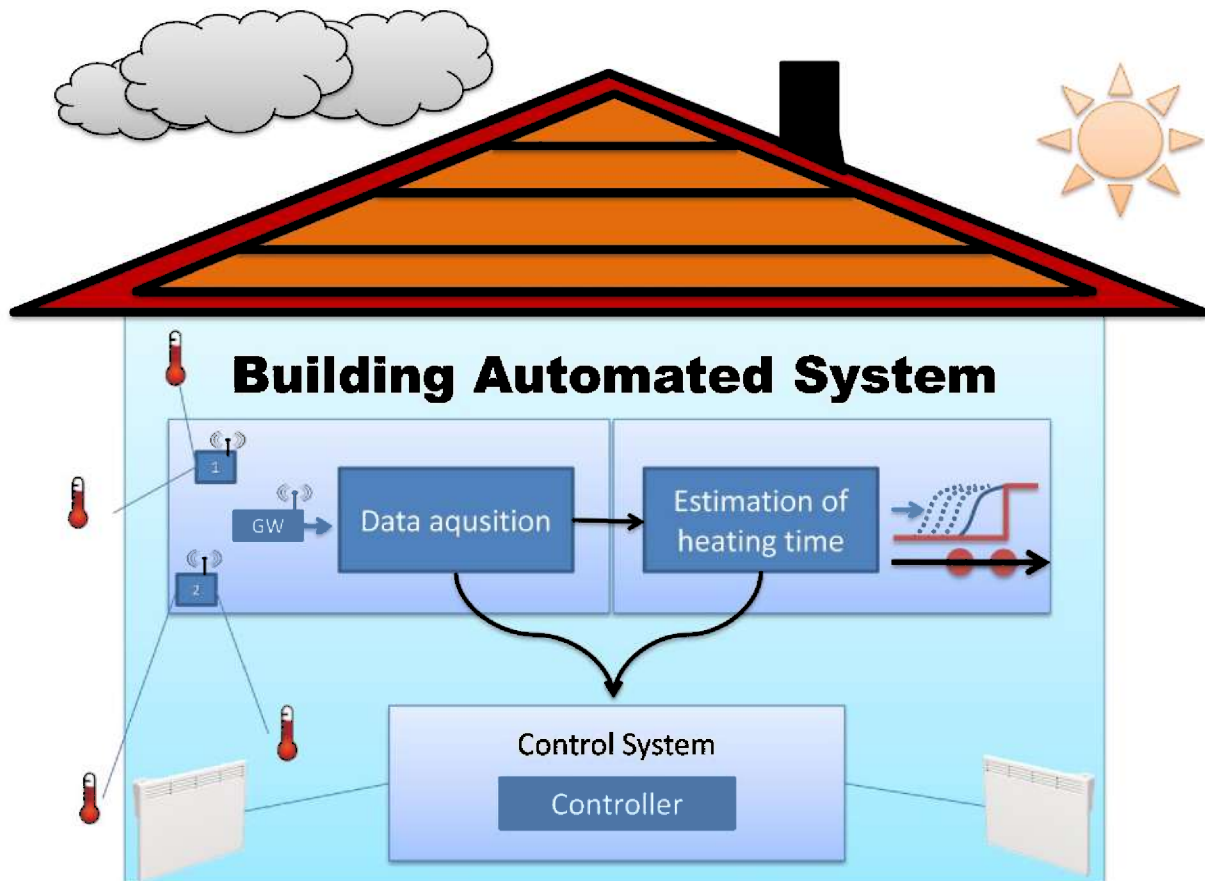 Building Automated System
1
GW
Data aqusition
Estimation of
heating time
2
Control System
Controller